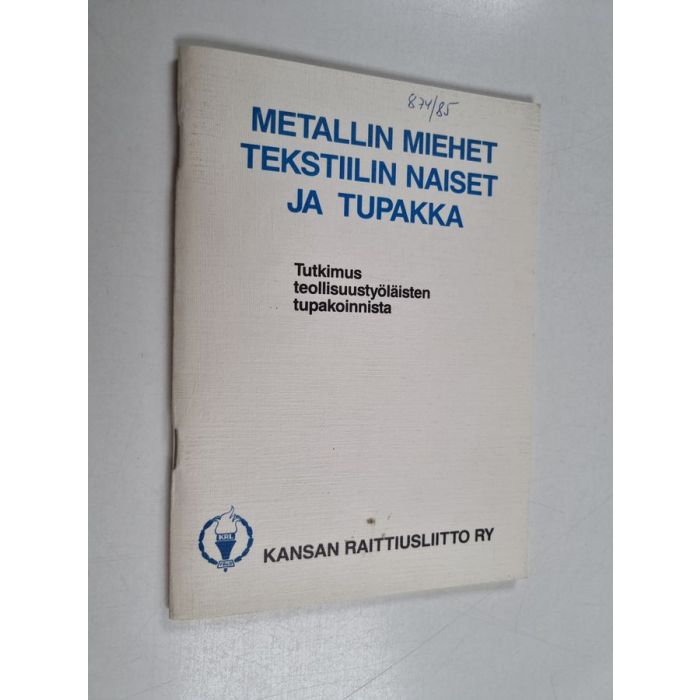 874/85
METALLIN MIEHET
TEKSTIILIN NAISET
JA TUPAKKA
Tutkimus
teollisuustyöläisten
tupakoinnista
KRL
KANSAN RAITTIUSLIITTO RY